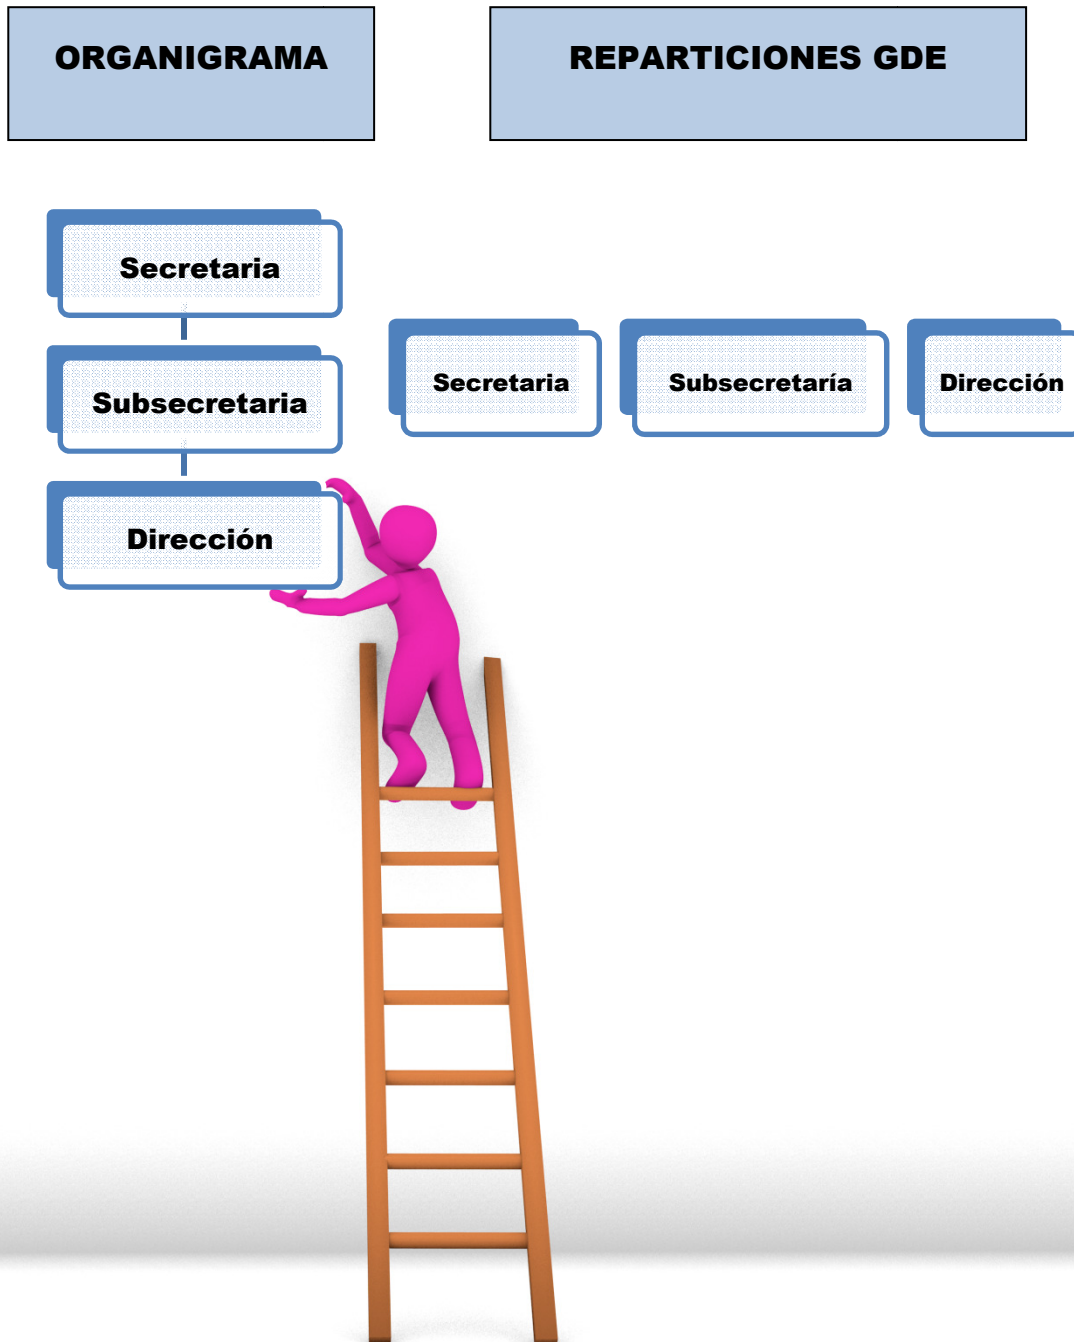 ORGANIGRAMA
REPARTICIONES GDE
Secretaria
Subsecretaria
Dirección
Secretaria
Subsecretaría
Dirección